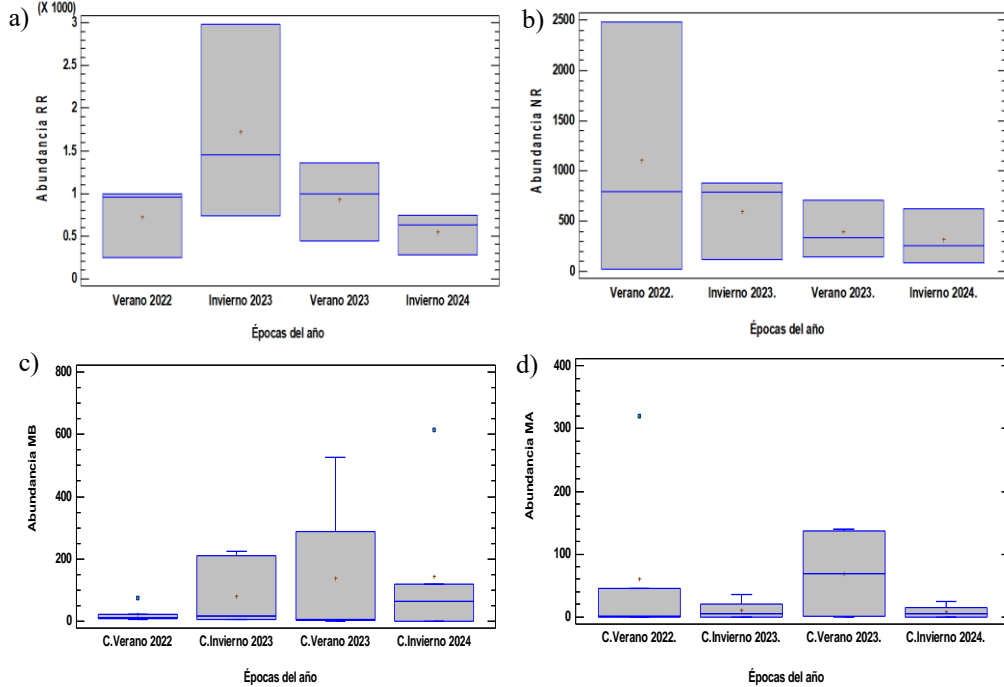 a)
(X 1000)
Abundancia RR
3
2.5
2
1.5
1
0.5
0
Verano 2022 Invierno 2023 Verano 2023 Invierno 2024
Épocas del año
b)
Abundancia NR
2500
2000
1500
1000
500
0
Verano 2022. Invierno 2023. Verano 2023. Invierno 2024.
Épocas del año
c)
Abundancia MB
800
600
400
200
0
C.Verano 2022 C.Invierno 2023 C.Verano 2023 C.Invierno 2024
Épocas del año
d)
Abundancia MA
400
300
200
100
0
C.Verano 2022. C.Invierno 2023. C.Verano 2023. C.Invierno 2024.
Épocas del año